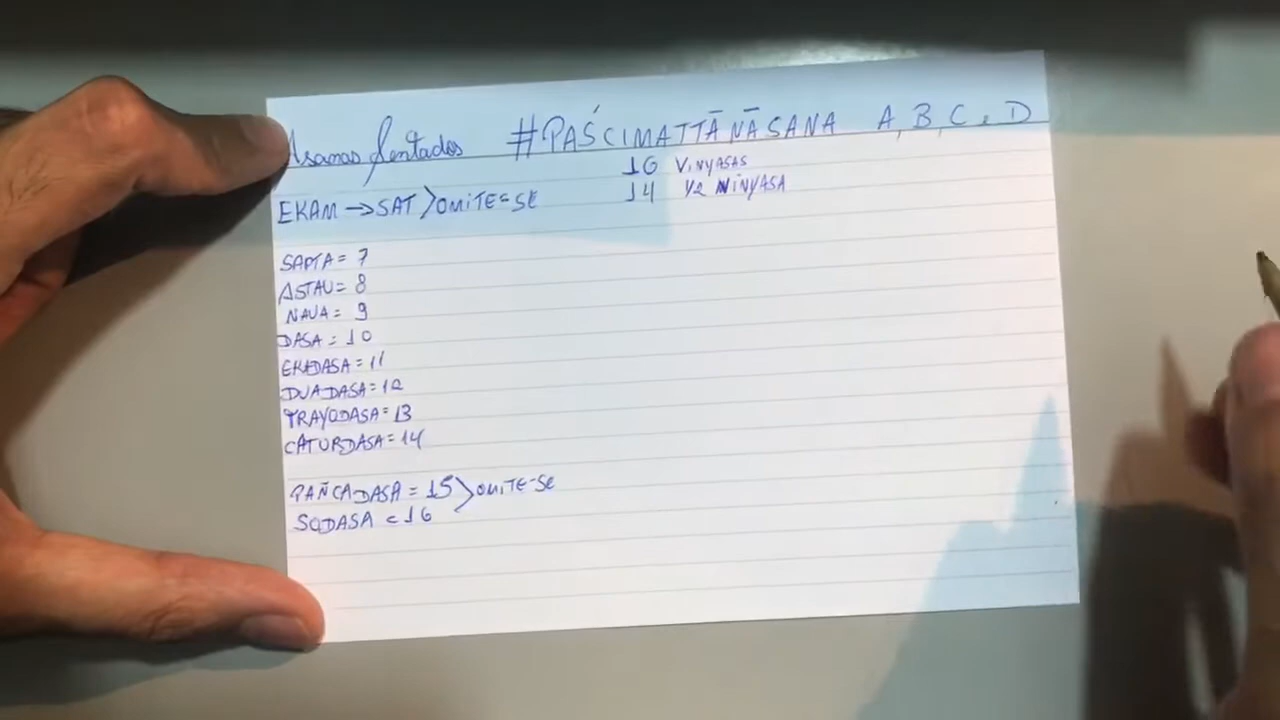 Asanas sentados #PAŚCIMATTĀNĀSANA A, B, C e D
16 VINYASAS
14 1/2 VINYASA
EKAM → SAT > OMITE-SE
SAPTA = 7
ASTAU = 8
NAVA = 9
DASA = 10
EKADASA = 11
DVADASA = 12
TRAYODASA = 13
CATURDASA = 14
PAÑCADASA = 15 > OMITE-SE
SODASA = 16